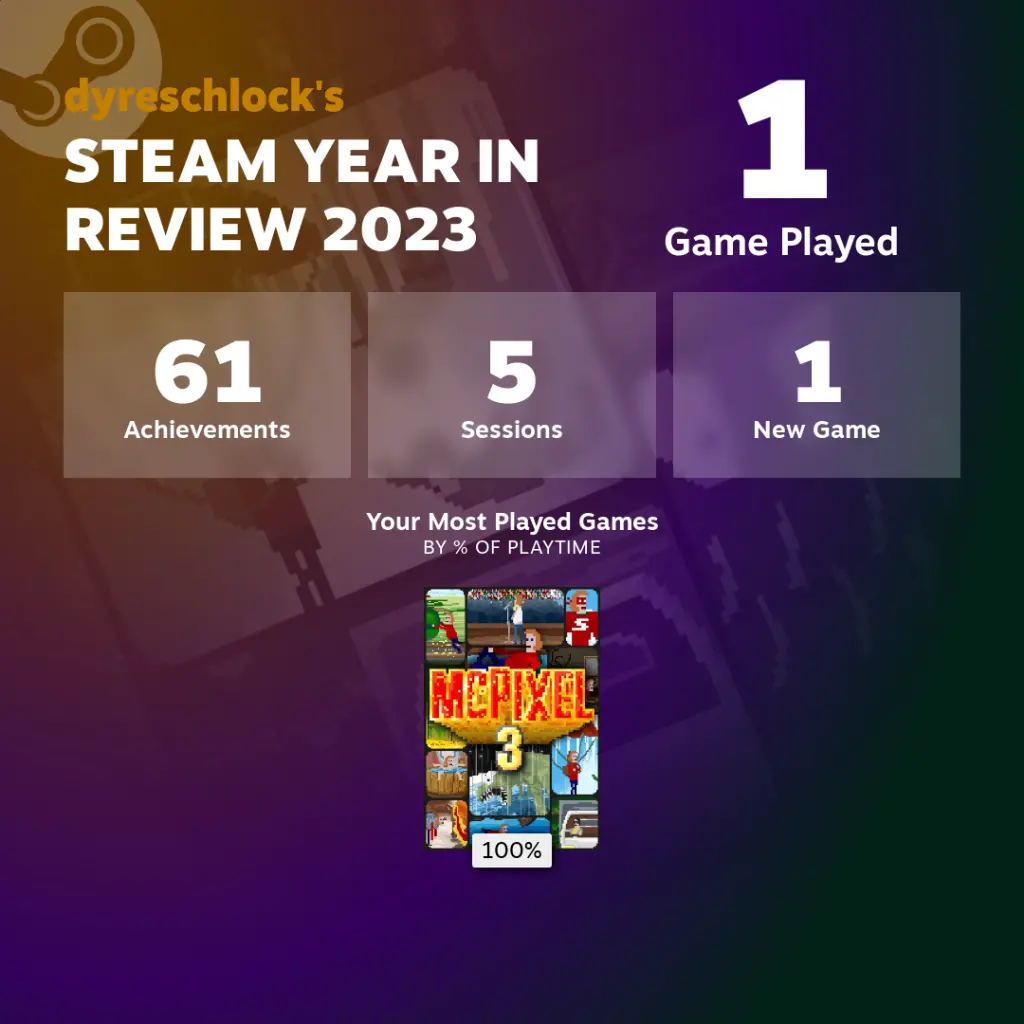 dyreschlock's
STEAM YEAR IN
REVIEW 2023
1
Game Played
61
Achievements
5
Sessions
1
New Game
Your Most Played Games
BY % OF PLAYTIME
MCPIXEL
3
100%